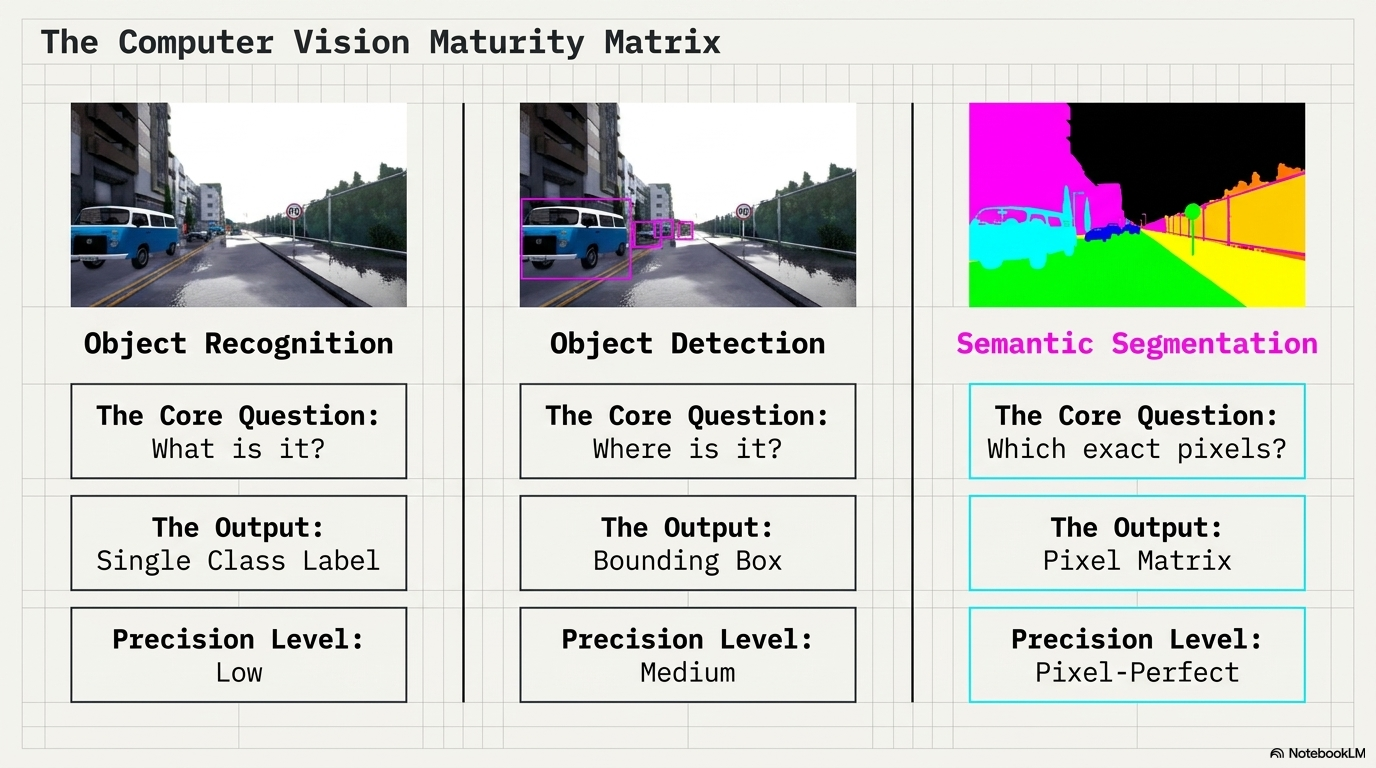 The Computer Vision Maturity Matrix
Object Recognition
The Core Question:
What is it?
The Output:
Single Class Label
Precision Level:
Low
Object Detection
The Core Question:
Where is it?
The Output:
Bounding Box
Precision Level:
Medium
Semantic Segmentation
The Core Question:
Which exact pixels?
The Output:
Pixel Matrix
Precision Level:
Pixel-Perfect
NotebookLM